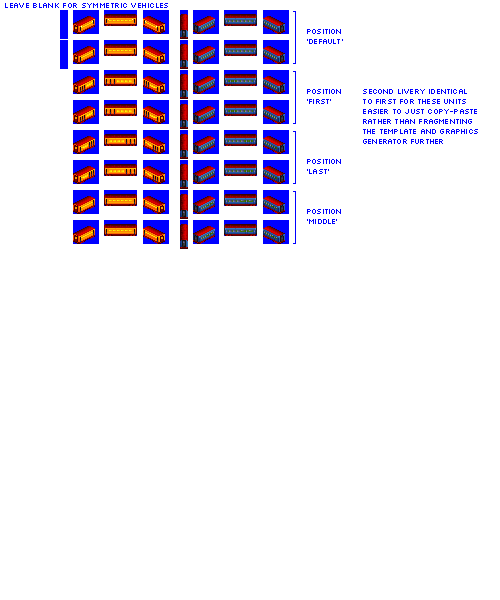 LEAVE BLANK FOR SYMMETRIC VEHICLES
POSITION
'DEFAULT'
POSITION
'FIRST'
SECOND LIVERY IDENTICAL
TO FIRST FOR THESE UNITS
EASIER TO JUST COPY-PASTE
RATHER THAN FRAGMENTING
THE TEMPLATE AND GRAPHICS
GENERATOR FURTHER
POSITION
'LAST'
POSITION
'MIDDLE'